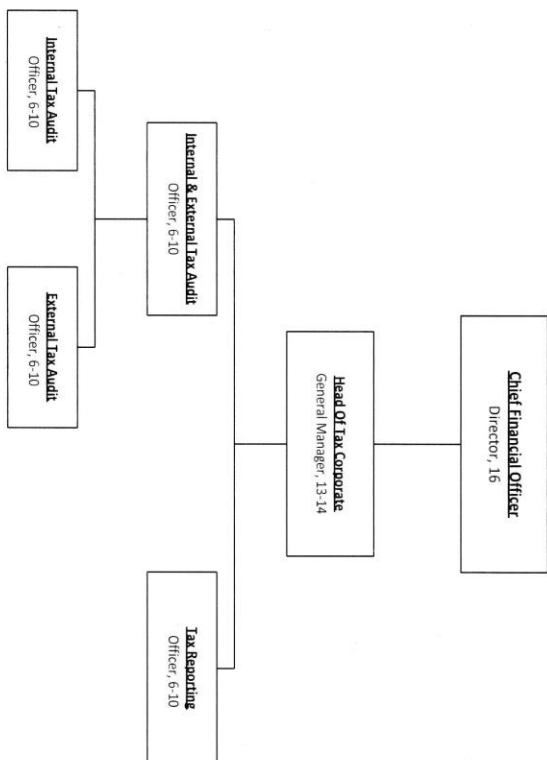 Chief Financial Officer
Director, 16
Head Of Tax Corporate
General Manager, 13-14
Internal & External Tax Audit
Officer, 6-10
Tax Reporting
Officer, 6-10
Internal Tax Audit
Officer, 6-10
External Tax Audit
Officer, 6-10